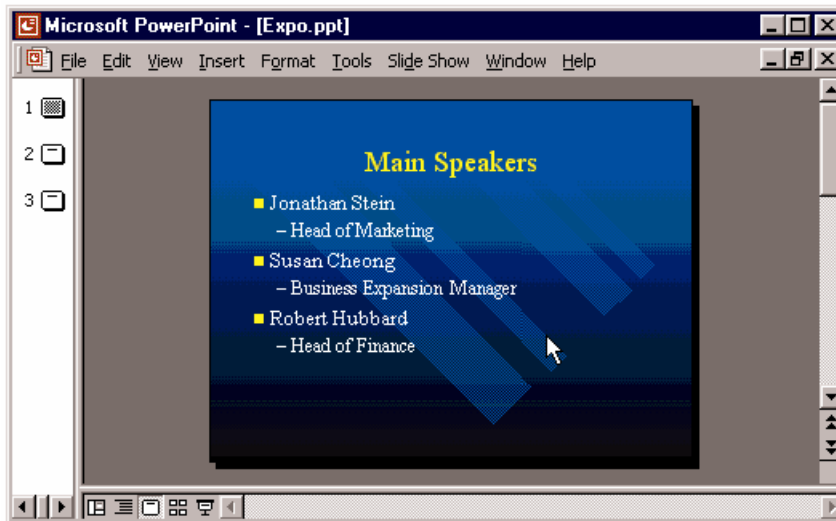 Microsoft PowerPoint - [Expo.ppt]
File Edit View Insert Format Tools Slide Show Window Help
1
2
3
Main Speakers
Jonathan Stein
– Head of Marketing
Susan Cheong
– Business Expansion Manager
Robert Hubbard
– Head of Finance